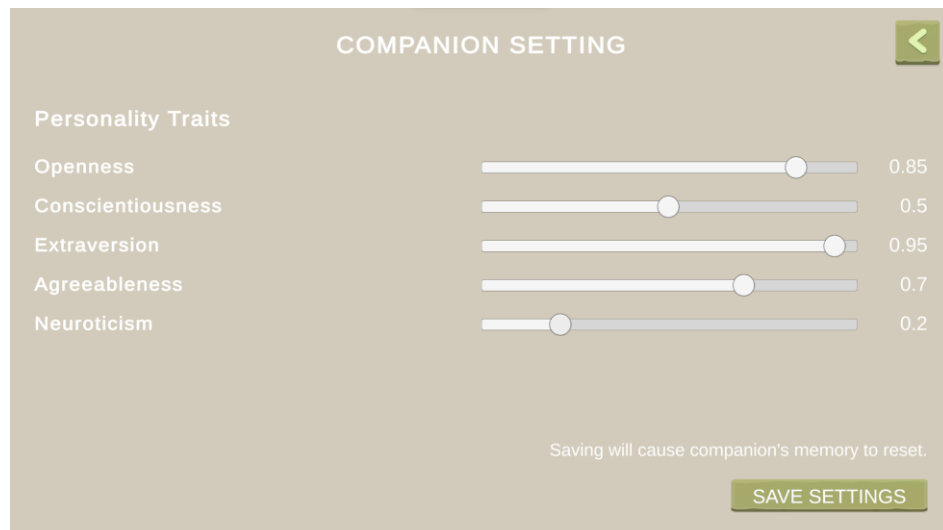 COMPANION SETTING
Personality Traits
Openness 0.85
Conscientiousness 0.5
Extraversion 0.95
Agreeableness 0.7
Neuroticism 0.2
Saving will cause companion's memory to reset.
SAVE SETTINGS